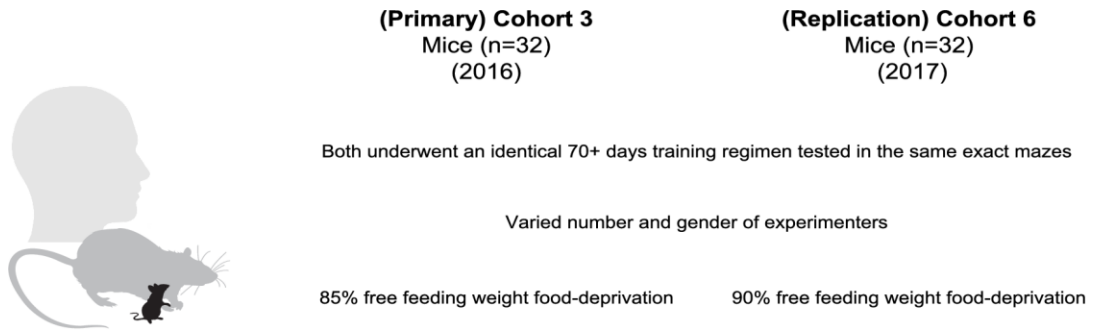 (Primary) Cohort 3
Mice (n=32)
(2016)
(Replication) Cohort 6
Mice (n=32)
(2017)
Both underwent an identical 70+ days training regimen tested in the same exact mazes
Varied number and gender of experimenters
85% free feeding weight food-deprivation
90% free feeding weight food-deprivation